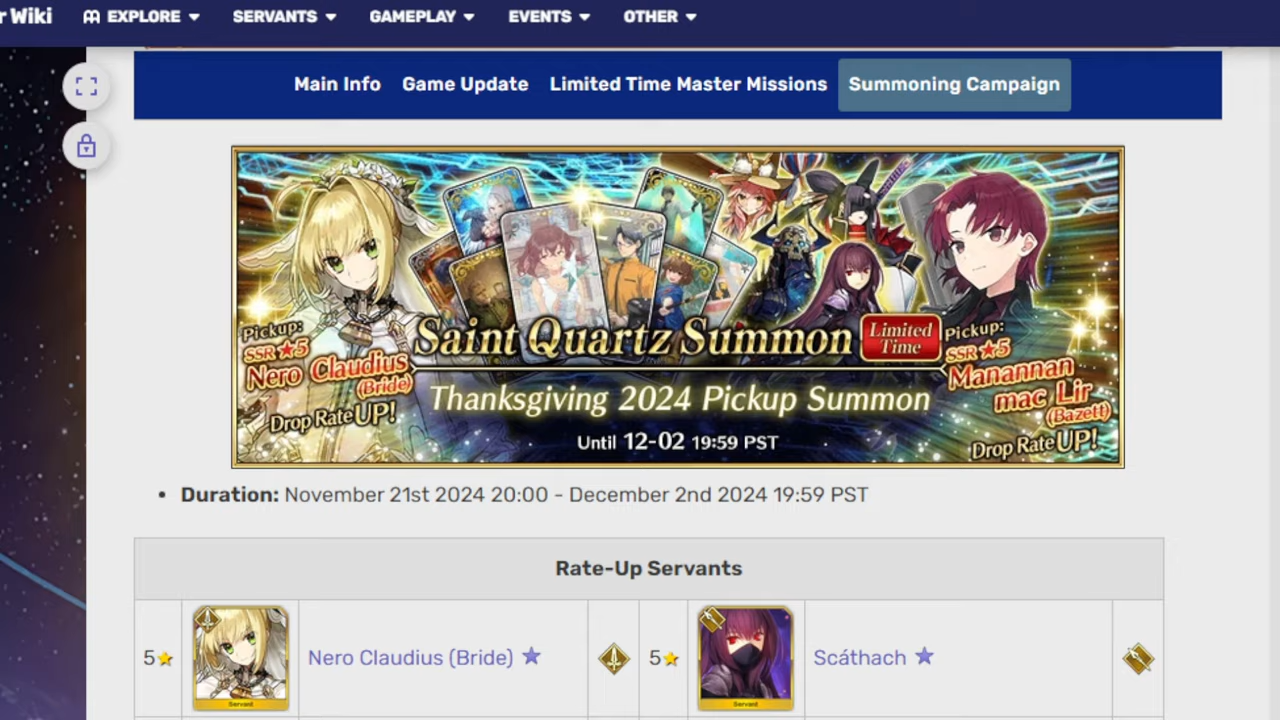 r Wiki
EXPLORE
SERVANTS
GAMEPLAY
EVENTS
OTHER
Main Info
Game Update
Limited Time Master Missions
Summoning Campaign
Pickup:
SSR ★5
Nero Claudius
(Bride)
Drop Rate UP!
Saint Quartz Summon
Limited
Time
Thanksgiving 2024 Pickup Summon
Until 12-02 19:59 PST
Pickup:
SSR ★5
Manannan
mac Lir
(Bazett)
Drop Rate UP!
• Duration: November 21st 2024 20:00 - December 2nd 2024 19:59 PST
Rate-Up Servants
5★
Servant
Nero Claudius (Bride) ★
5★
Servant
Scáthach ★